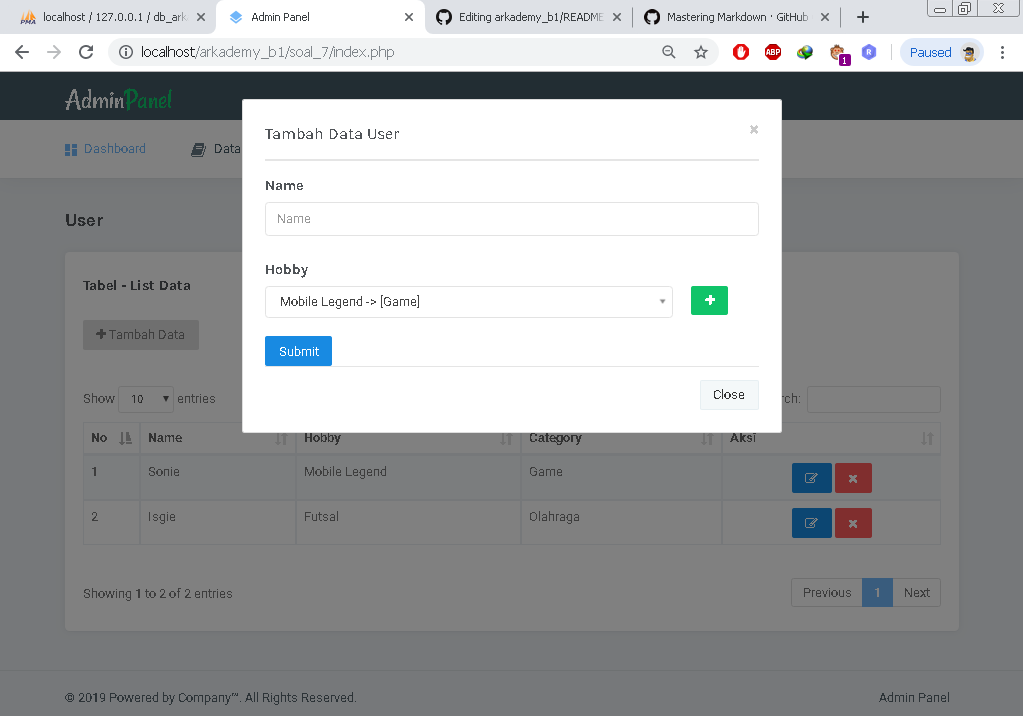 localhost / 127.0.0.1 / db_ark
Admin Panel
Editing arkademy_b1/README
Mastering Markdown · GitHub
localhost/arkademy_b1/soal_7/index.php
ABP
R
1
Paused
AdminPanel
Dashboard
Data
User
Tabel - List Data
Tambah Data
Show 10 entries
rch:
Tambah Data User
×
Name
Name
Hobby
Mobile Legend -> [Game]
+
Submit
Close
No Name Hobby Category Aksi
1 Sonie Mobile Legend Game
2 Isgie Futsal Olahraga
Showing 1 to 2 of 2 entries
Previous 1 Next
© 2019 Powered by Company™. All Rights Reserved.
Admin Panel